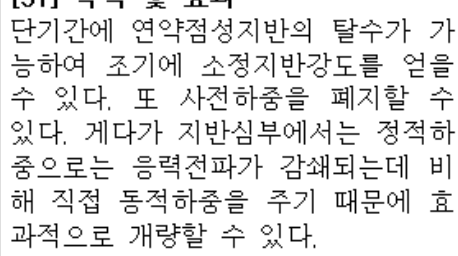 단기간에 연약점성지반의 탈수가 가
능하여 조기에 소정지반강도를 얻을
수 있다. 또 사전하중을 폐지할 수
있다. 게다가 지반심부에서는 정적하
중으로는 응력전파가 감쇄되는데 비
해 직접 동적하중을 주기 때문에 효
과적으로 개량할 수 있다.